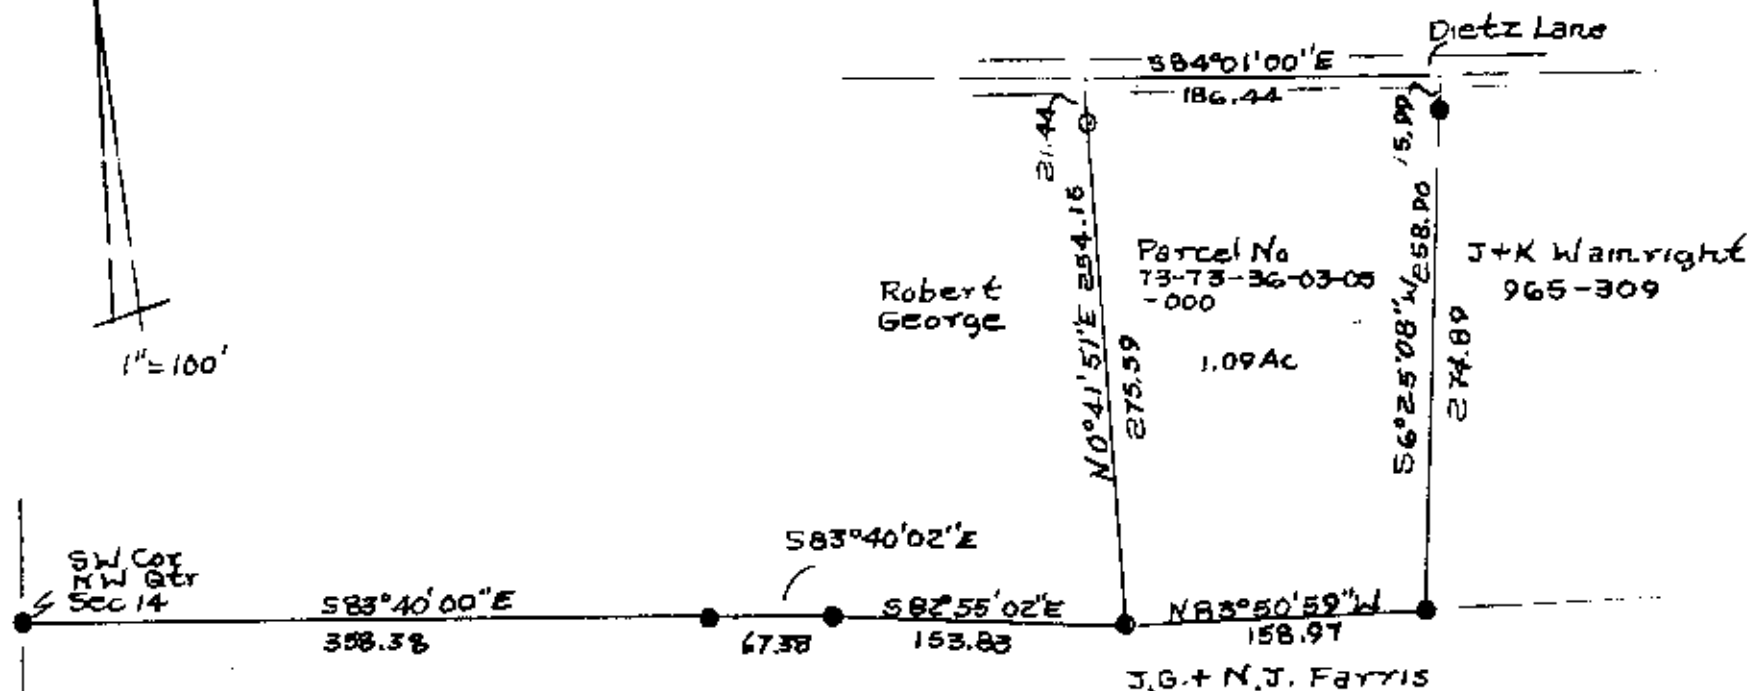 Dietz Lane
S84°01'00"E
186.44
21.44
15.99
N0°41'51"E 254.15
275.59
Parcel No
73-73-36-03-05
-000
1.09Ac
S6°25'08"W 258.90
274.89
J+K Wainright
965-309
Robert
George
1"=100'
SW Cor
NW Qtr
Sec 14
S83°40'00"E
358.38
S83°40'02"E
67.38
S82°55'02"E
153.83
N83°50'59"W
158.97
J.G.+ N.J. Farris